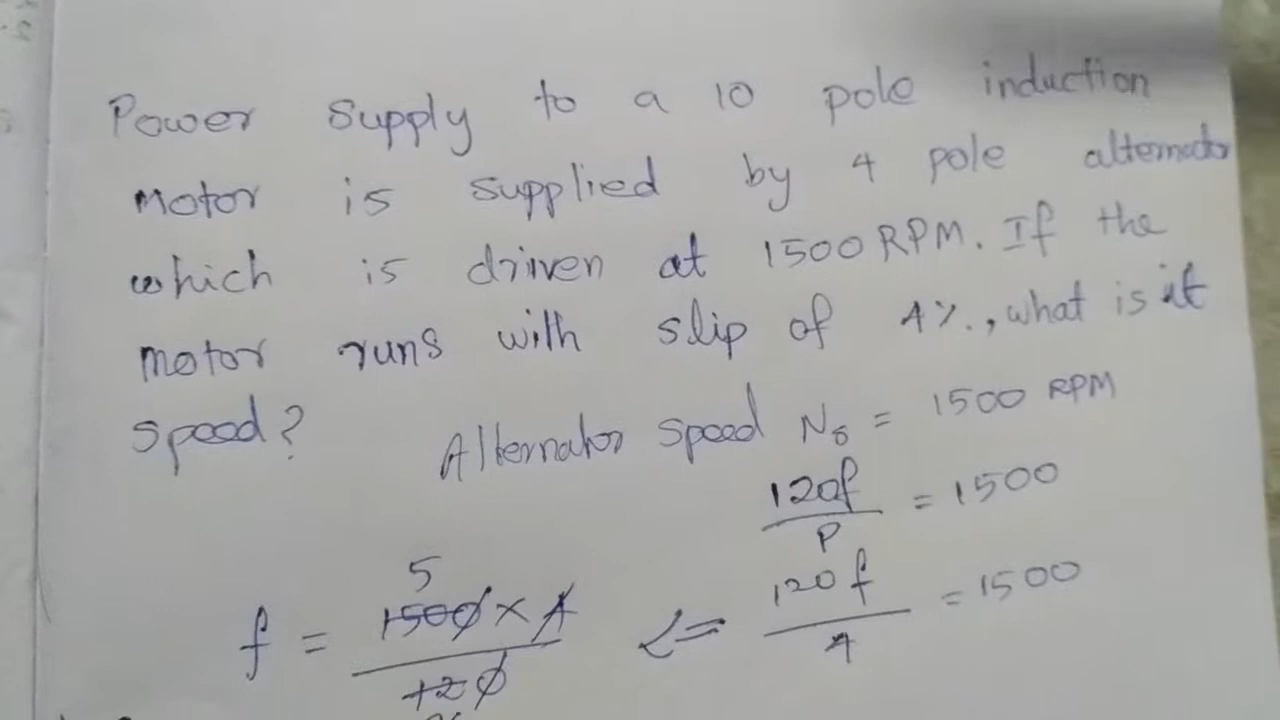 Power supply to a 10 pole induction
Motor is supplied by 4 pole alternator
which is driven at 1500 RPM. If the
motor runs with slip of 4%., what is it
speed?
Alternator speed Ns = 1500 RPM
120f/P = 1500
120f/4 = 1500
5
f = 1500 × 4/120 <=